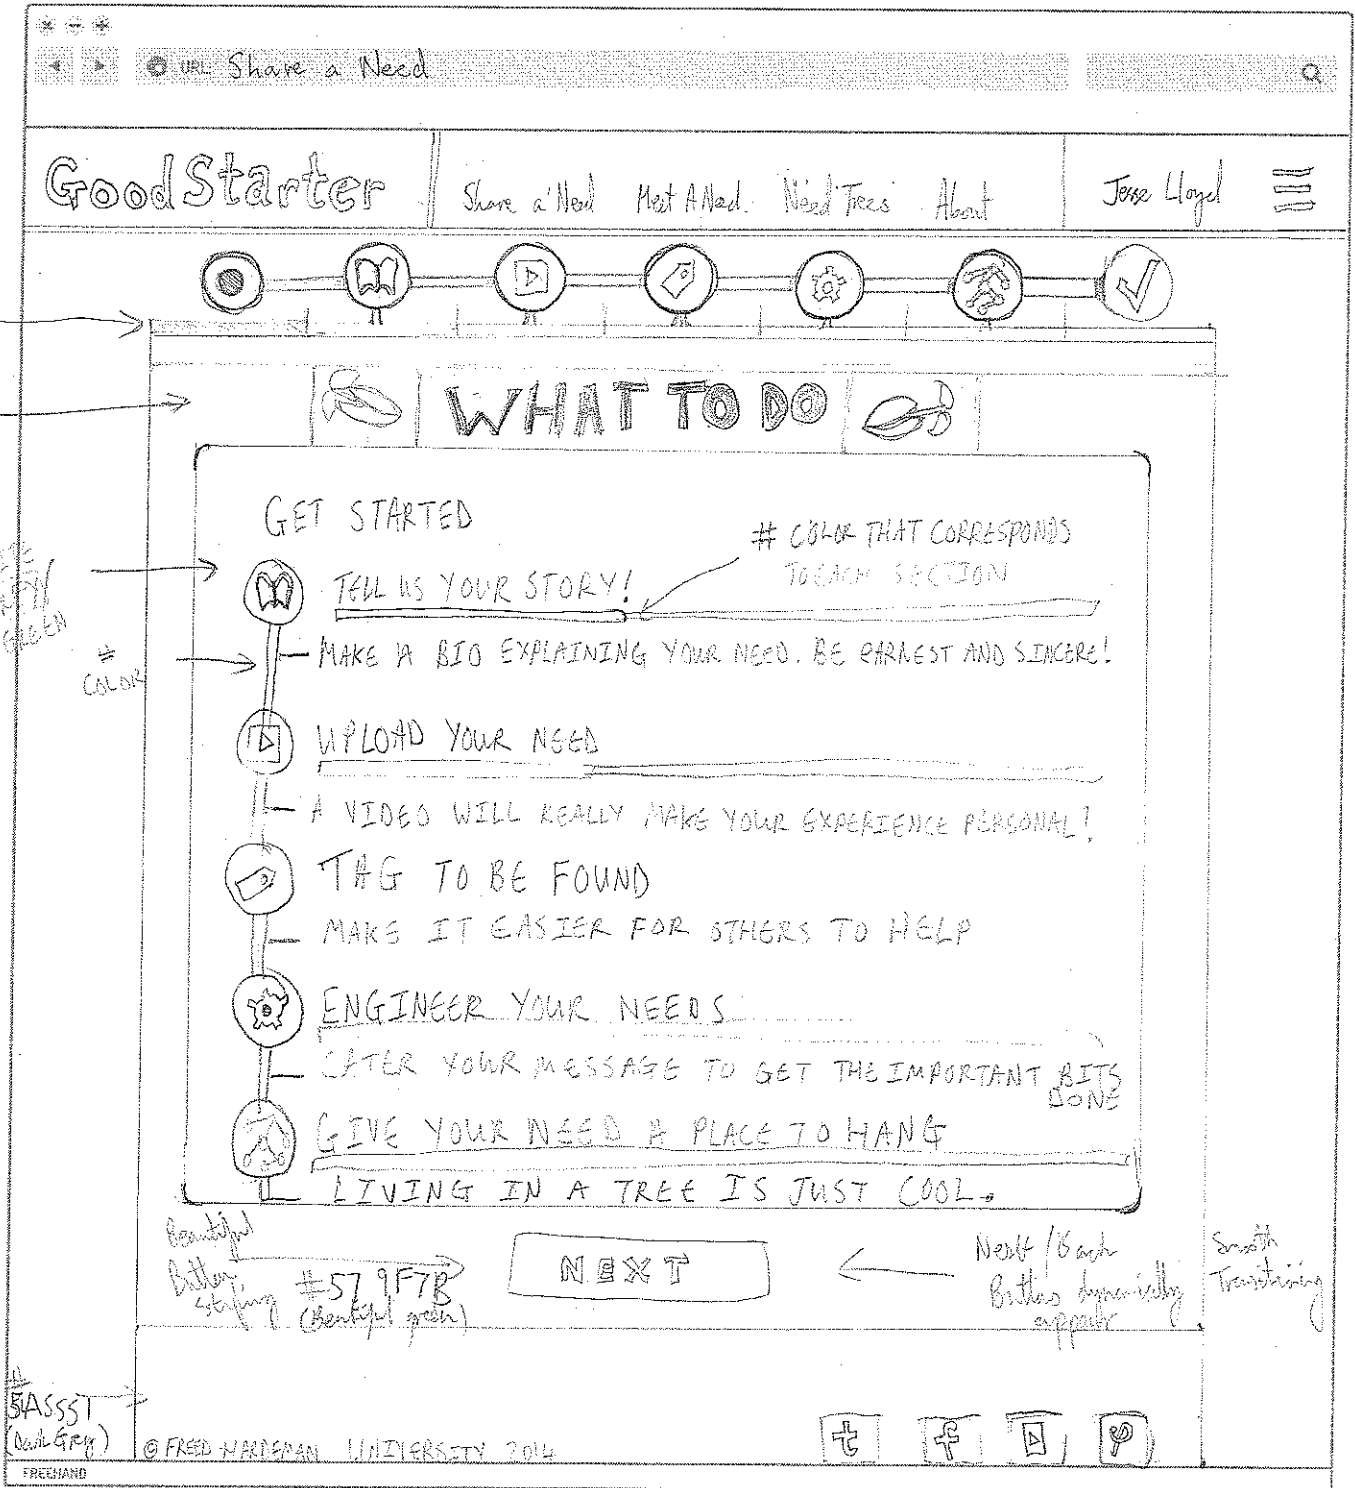 URL Share a Need
GoodStarter
Share a Need
Meet A Need.
Need Trees
About
Jesse Lloyd
WHAT TO DO
GET STARTED
# COLOR THAT CORRESPONDS
TO EACH SECTION
TELL US YOUR STORY!
GREEN
MAKE A BIO EXPLAINING YOUR NEED. BE EARNEST AND SINCERE!
#
COLOR
UPLOAD YOUR NEED
A VIDEO WILL REALLY MAKE YOUR EXPERIENCE PERSONAL!
TAG TO BE FOUND
MAKE IT EASIER FOR OTHERS TO HELP
ENGINEER YOUR NEEDS
CATER YOUR MESSAGE TO GET THE IMPORTANT BITS
DONE
GIVE YOUR NEED A PLACE TO HANG
LIVING IN A TREE IS JUST COOL.
Beautiful
Button
styling
#579F7B
(Beautiful green)
NEXT
Next/Back
Buttons dynamically
appear
Smooth
Transitioning
#
(Dark Grey)
© FREED-HARDEMAN UNIVERSITY 2014
t
f
FREEHAND